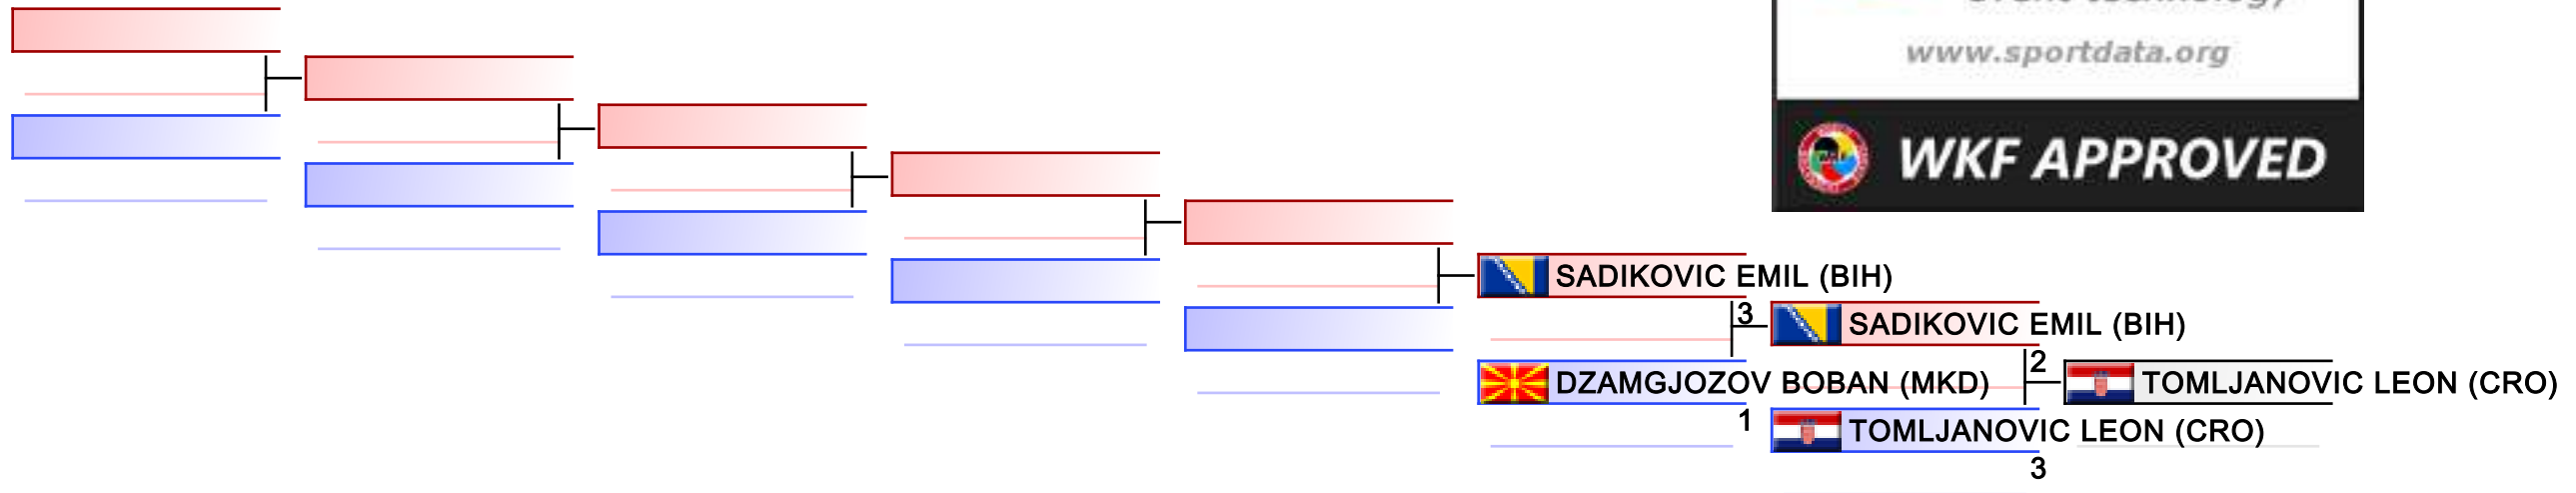 www.sportdata.org
WKF APPROVED
SADIKOVIC EMIL (BIH)
3
SADIKOVIC EMIL (BIH)
2
DZAMGJOZOV BOBAN (MKD)
TOMLJANOVIC LEON (CRO)
1
TOMLJANOVIC LEON (CRO)
3